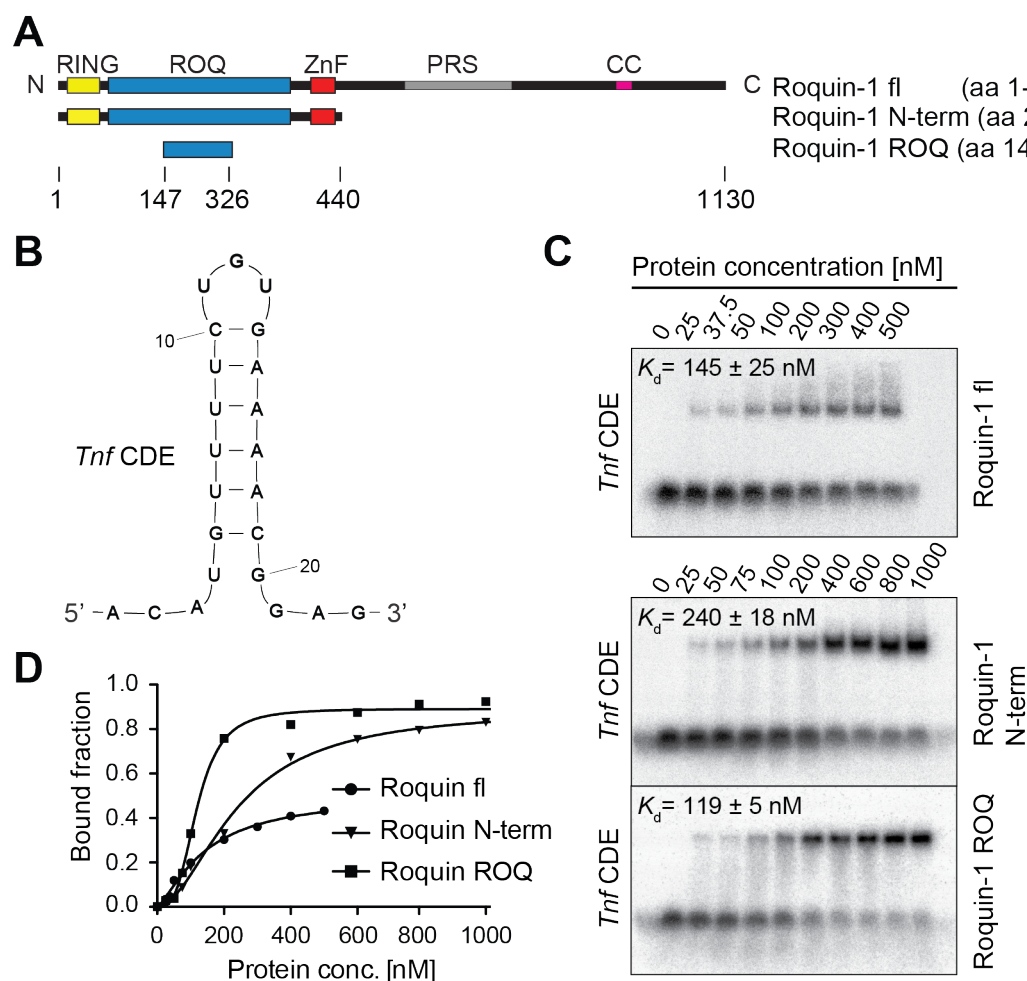 A
RING ROQ ZnF PRS CC
N C
Roquin-1 fl (aa 1-
Roquin-1 N-term (aa 2
Roquin-1 ROQ (aa 14
1 147 326 440 1130
B
G
U U
10 C G
U A
U A
U A
U A
G C
U G 20
5' A C A G A G 3'
Tnf CDE
C
Protein concentration [nM]
0 25 37.5 50 100 200 300 400 500
Kd= 145 ± 25 nM
Tnf CDE
Roquin-1 fl
0 25 50 75 100 200 400 600 800 1000
Kd= 240 ± 18 nM
Tnf CDE
Roquin-1
N-term
Kd= 119 ± 5 nM
Tnf CDE
Roquin-1 ROQ
D
Bound fraction
1.0
0.8
0.6
0.4
0.2
0.0
0 200 400 600 800 1000
Protein conc. [nM]
Roquin fl
Roquin N-term
Roquin ROQ